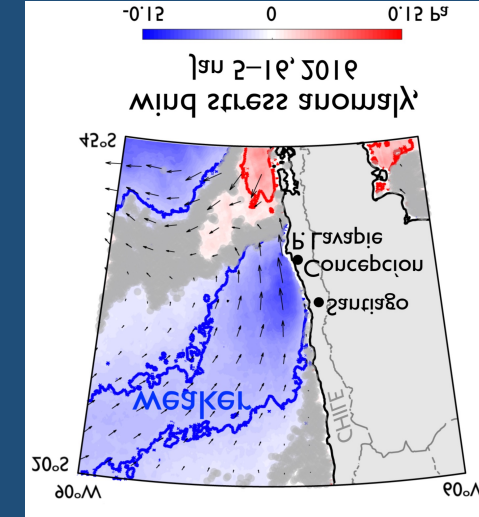 90°W 60°
20°S
CHILE
weaker
Santiago
Concepción
P. Lavapie
45°S
wind stress anomaly,
Jan 5–16, 2016
-0.15 0 0.15 Pa